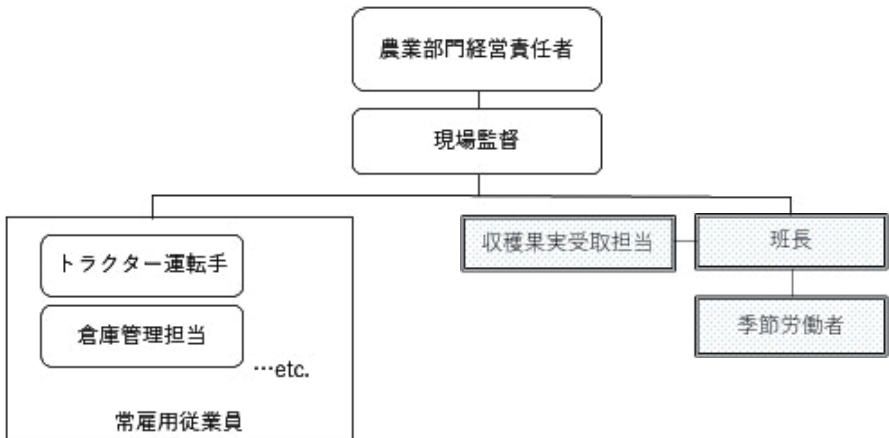 農業部門経営責任者
現場監督
トラクター運転手
倉庫管理担当
…etc.
常雇用従業員
収穫果実受取担当
班長
季節労働者